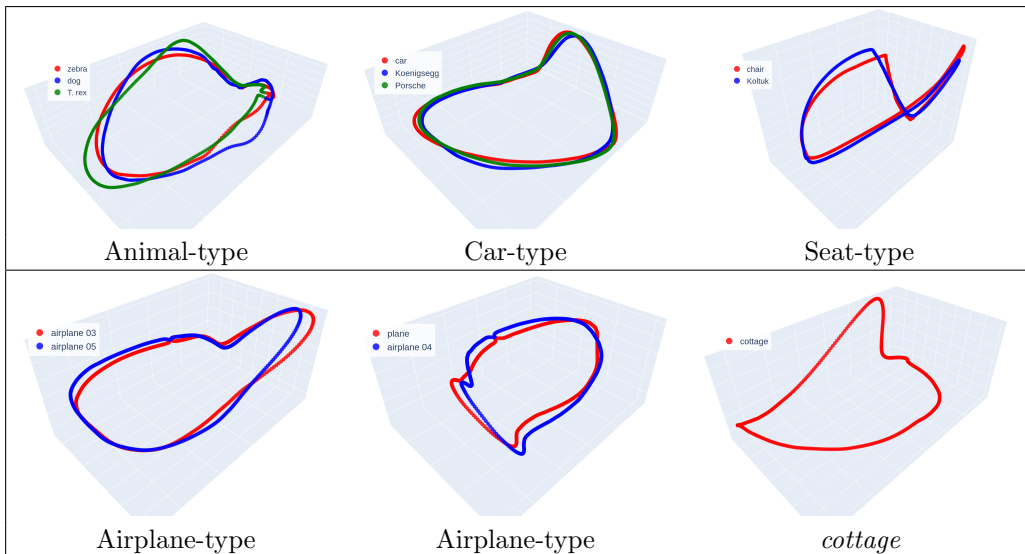 zebra
dog
T. rex
Animal-type
car
Koenigsegg
Porsche
Car-type
chair
Koltuk
Seat-type
airplane 03
airplane 05
Airplane-type
plane
airplane 04
Airplane-type
cottage
cottage